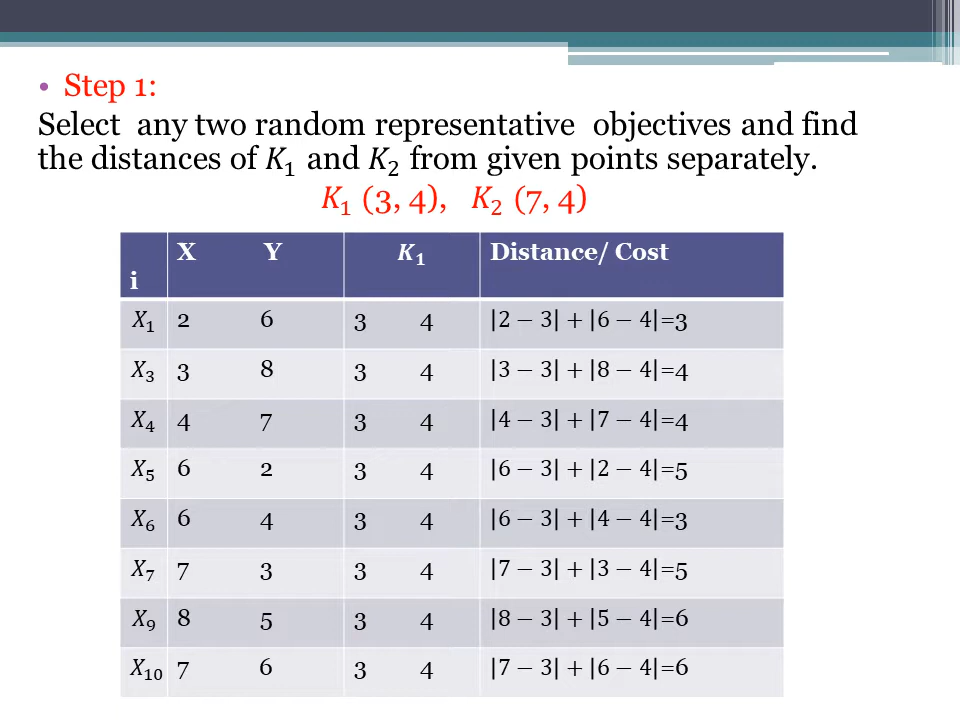 • Step 1:
Select any two random representative objectives and find
the distances of K₁ and K₂ from given points separately.
K₁ (3, 4), K₂ (7, 4)
i X Y K₁ Distance/ Cost
X₁ 2 6 3 4 |2 − 3| + |6 − 4|=3
X₃ 3 8 3 4 |3 − 3| + |8 − 4|=4
X₄ 4 7 3 4 |4 − 3| + |7 − 4|=4
X₅ 6 2 3 4 |6 − 3| + |2 − 4|=5
X₆ 6 4 3 4 |6 − 3| + |4 − 4|=3
X₇ 7 3 3 4 |7 − 3| + |3 − 4|=5
X₉ 8 5 3 4 |8 − 3| + |5 − 4|=6
X₁₀ 7 6 3 4 |7 − 3| + |6 − 4|=6